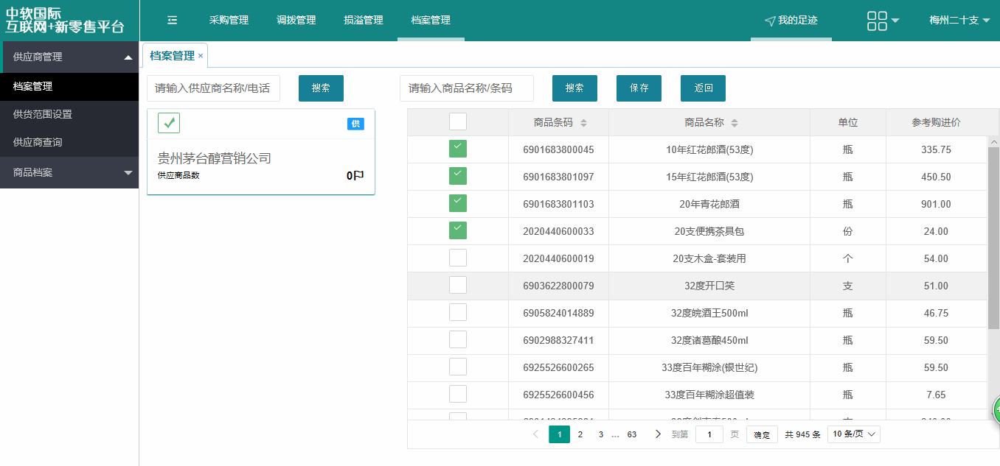 中软国际
互联网+新零售平台
采购管理 调拨管理 损溢管理 档案管理 我的足迹 梅州二十支
供应商管理
档案管理
供货范围设置
供应商查询
商品档案
档案管理 ×
请输入供应商名称/电话 搜索 请输入商品名称/条码 搜索 保存 返回
供
贵州茅台醇营销公司
供应商品数 0
商品条码 商品名称 单位 参考购进价
6901683800045 10年红花郎酒(53度) 瓶 335.75
6901683801097 15年红花郎酒(53度) 瓶 450.50
6901683801103 20年青花郎酒 瓶 901.00
2020440600033 20支便携茶具包 份 24.00
2020440600019 20支木盒-套装用 个 54.00
6903622800079 32度开口笑 支 51.00
6905824014889 32度皖酒王500ml 瓶 46.75
6902988327411 32度诸葛酿450ml 瓶 59.50
6925526600265 33度百年糊涂(银世纪) 瓶 59.50
6925526600456 33度百年糊涂超值装 瓶 7.65
1 2 3 … 63 到第 1 页 确定 共 945 条 10 条/页